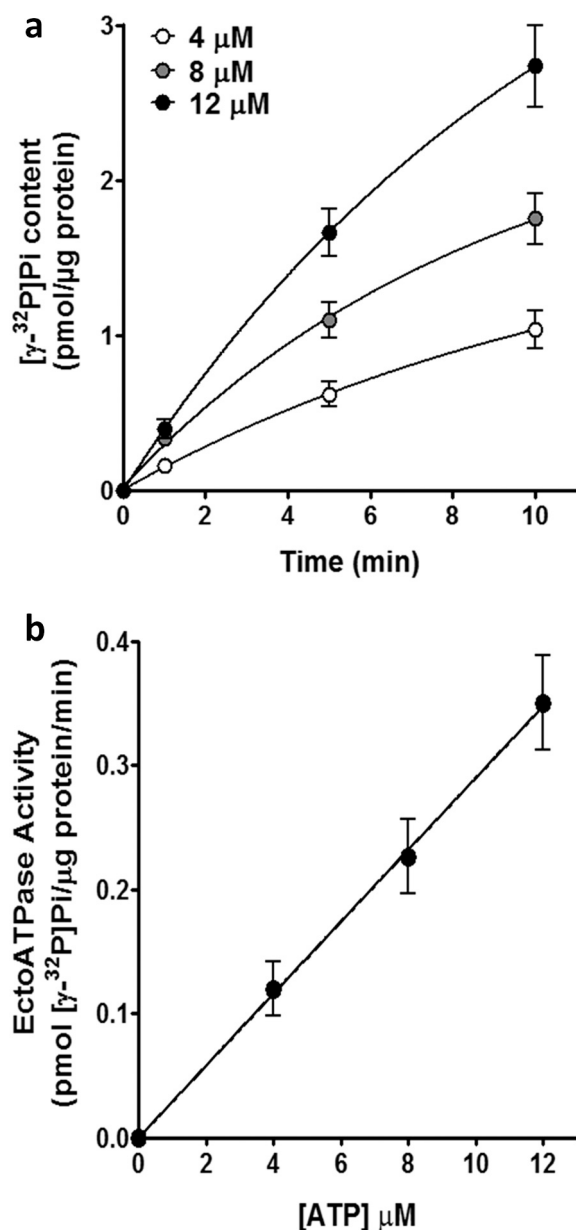 a
3
2
1
0
4 μM
8 μM
12 μM
[γ-³²P]Pi content
(pmol/μg protein)
0 2 4 6 8 10
Time (min)
b
0.4
0.3
0.2
0.1
0.0
EctoATPase Activity
(pmol [γ-³²P]Pi/μg protein/min)
0 2 4 6 8 10 12
[ATP] μM